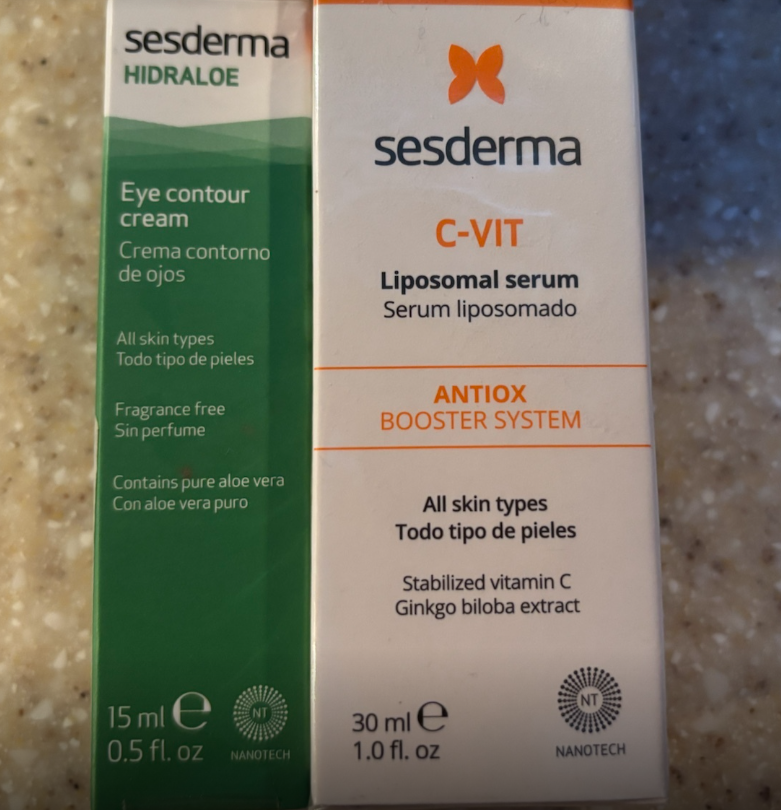 sesderma
HIDRALOE
Eye contour
cream
Crema contorno
de ojos
All skin types
Todo tipo de pieles
Fragrance free
Sin perfume
Contains pure aloe vera
Con aloe vera puro
15 ml e
0.5 fl. oz
NT
NANOTECH
sesderma
C-VIT
Liposomal serum
Serum liposomado
ANTIOX
BOOSTER SYSTEM
All skin types
Todo tipo de pieles
Stabilized vitamin C
Ginkgo biloba extract
30 ml e
1.0 fl. oz
NT
NANOTECH